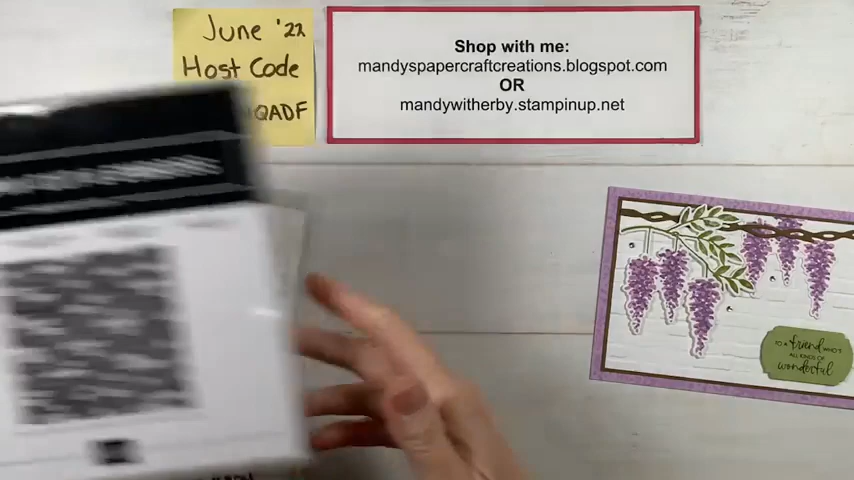 June '22
Host Code
QADF
Shop with me:
mandyspapercraftcreations.blogspot.com
OR
mandywitherby.stampinup.net
TO A friend WHO'S
ALL KINDS OF
wonderful